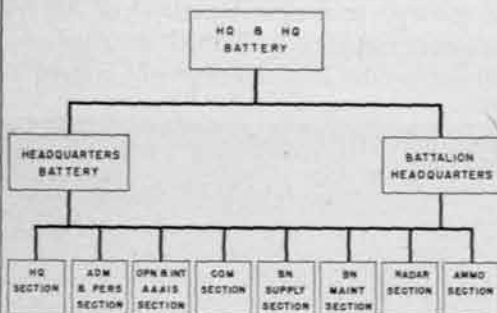 HQ & HQ
BATTERY
HEADQUARTERS
BATTERY
BATTALION
HEADQUARTERS
HQ
SECTION
ADM
& PERS
SECTION
OPN & INT
AAAIS
SECTION
COM
SECTION
BN
SUPPLY
SECTION
BN
MAINT
SECTION
RADAR
SECTION
AMMO
SECTION